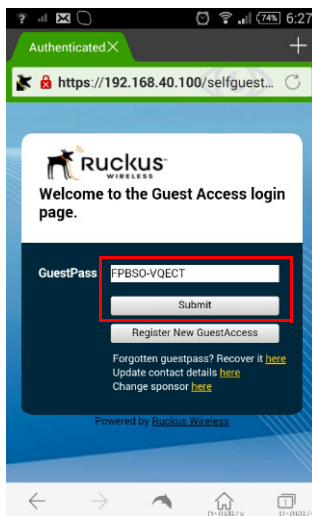 74% 6:27
Authenticated
https://192.168.40.100/selfguest...
RUCKUS
WIRELESS
Welcome to the Guest Access login
page.
GuestPass FPBSO-VQECT
Submit
Register New GuestAccess
Forgotten guestpass? Recover it here
Update contact details here
Change sponsor here
Powered by Ruckus Wireless
1